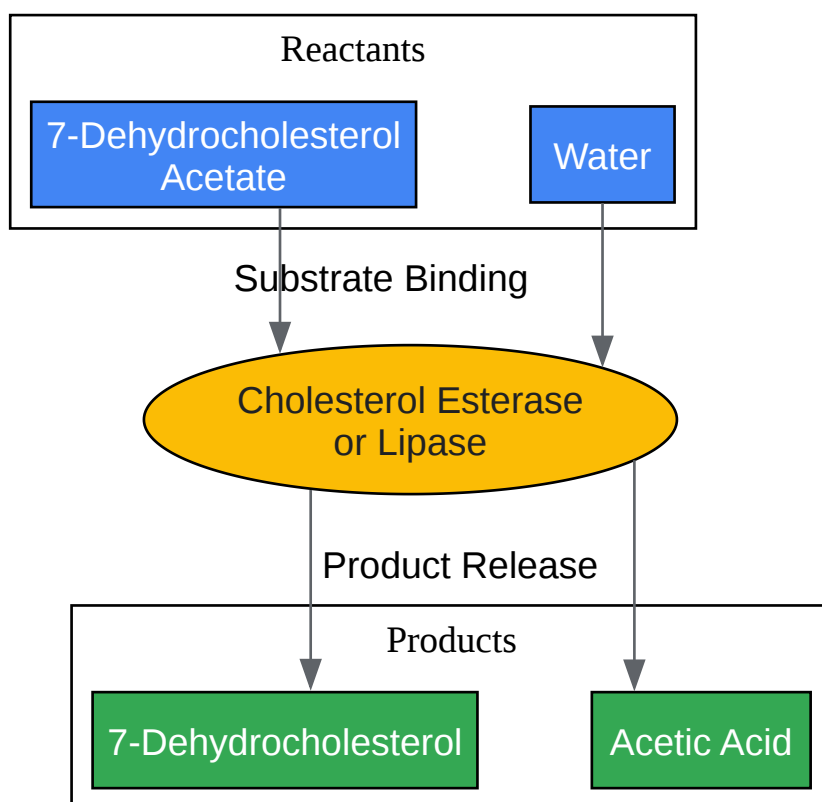 Reactants
7-Dehydrocholesterol
Acetate
Water
Substrate Binding
Cholesterol Esterase
or Lipase
Product Release
Products
7-Dehydrocholesterol
Acetic Acid